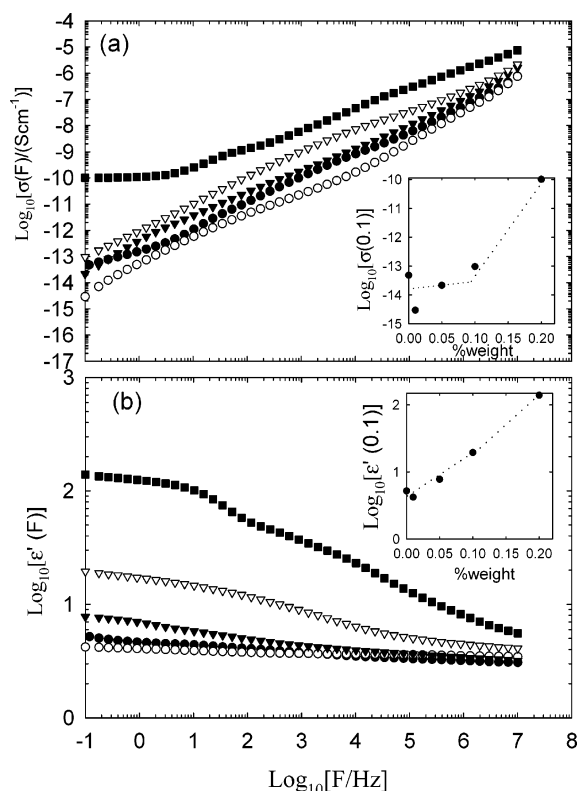 (a)
Log10[σ(F)/(Scm-1)]
-4
-5
-6
-7
-8
-9
-10
-11
-12
-13
-14
-15
-16
-17
Log10[σ(0.1)]
-10
-11
-12
-13
-14
-15
0.00 0.05 0.10 0.15 0.20
%weight
(b)
Log10[ε' (F)]
3
2
1
0
Log10[ε' (0.1)]
2
1
0
0.00 0.05 0.10 0.15 0.20
%weight
-1 0 1 2 3 4 5 6 7 8
Log10[F/Hz]